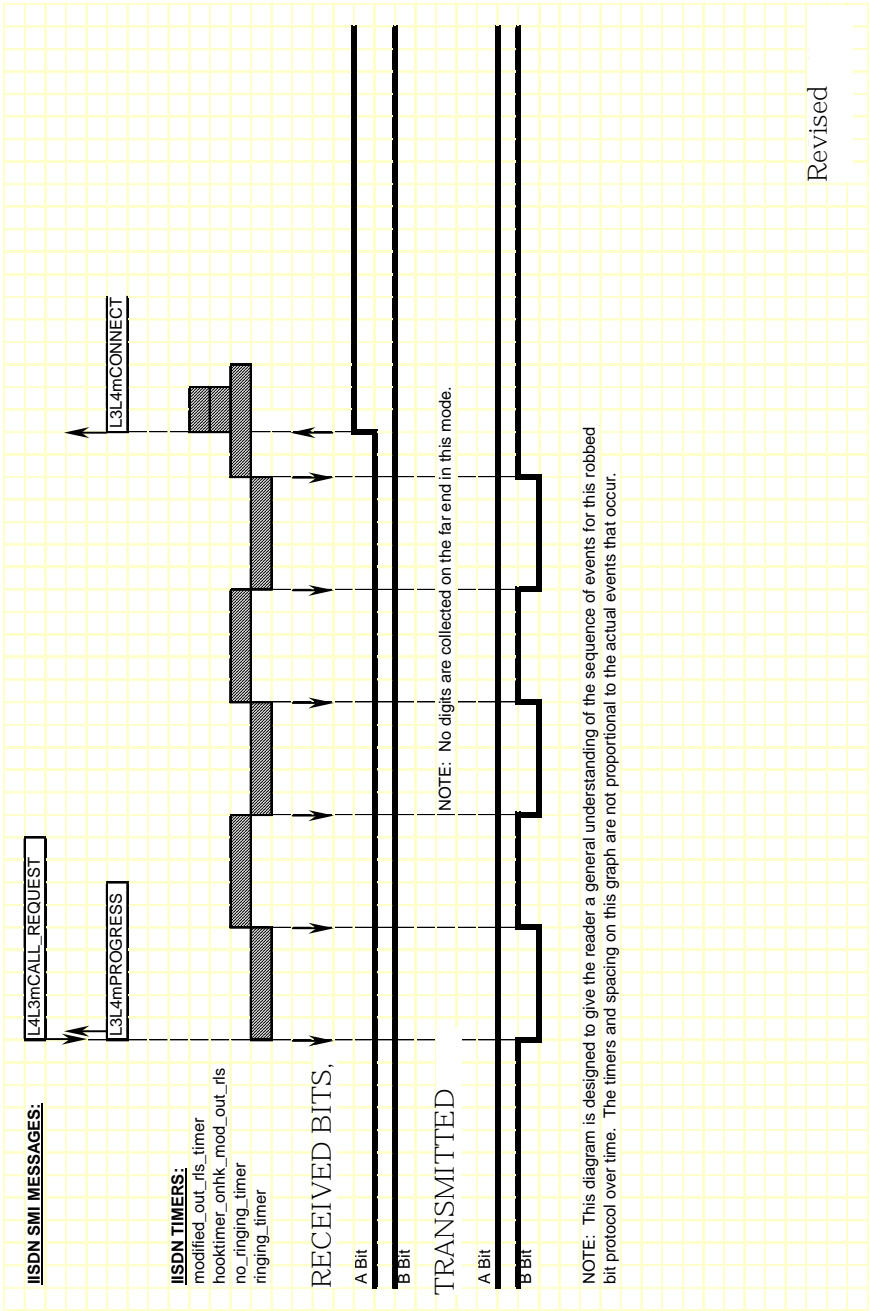 IISDN SMI MESSAGES:
L4L3mCALL_REQUEST
L3L4mPROGRESS
L3L4mCONNECT
IISDN TIMERS:
modified_out_rls_timer
hooktimer_onhk_mod_out_rls
no_ringing_timer
ringing_timer
RECEIVED BITS,
A Bit
B Bit
NOTE: No digits are collected on the far end in this mode.
TRANSMITTED
A Bit
B Bit
NOTE: This diagram is designed to give the reader a general understanding of the sequence of events for this robbed
bit protocol over time. The timers and spacing on this graph are not proportional to the actual events that occur.
Revised